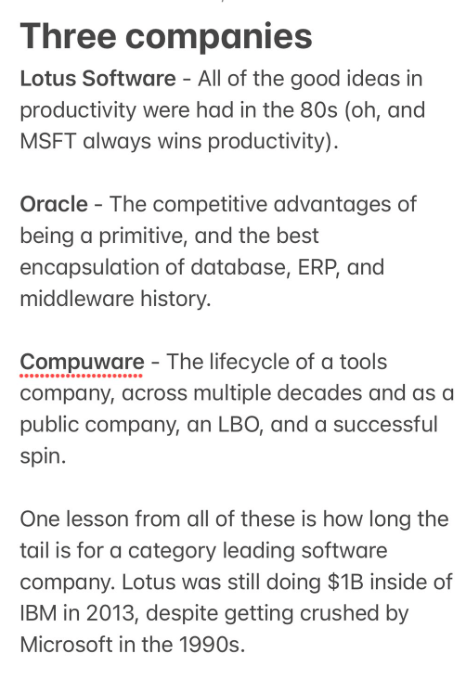 Three companies
Lotus Software - All of the good ideas in
productivity were had in the 80s (oh, and
MSFT always wins productivity).
Oracle - The competitive advantages of
being a primitive, and the best
encapsulation of database, ERP, and
middleware history.
Compuware - The lifecycle of a tools
company, across multiple decades and as a
public company, an LBO, and a successful
spin.
One lesson from all of these is how long the
tail is for a category leading software
company. Lotus was still doing $1B inside of
IBM in 2013, despite getting crushed by
Microsoft in the 1990s.